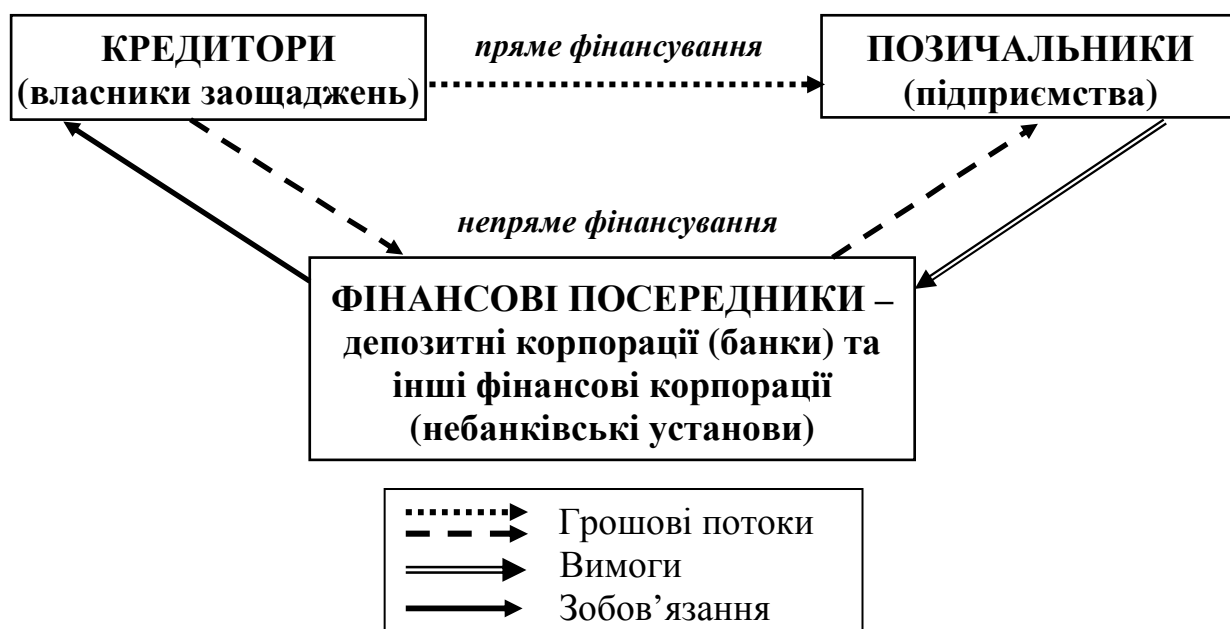 КРЕДИТОРИ
(власники заощаджень)
пряме фінансування
ПОЗИЧАЛЬНИКИ
(підприємства)
непряме фінансування
ФІНАНСОВІ ПОСЕРЕДНИКИ –
депозитні корпорації (банки) та
інші фінансові корпорації
(небанківські установи)
Грошові потоки
Вимоги
Зобов’язання